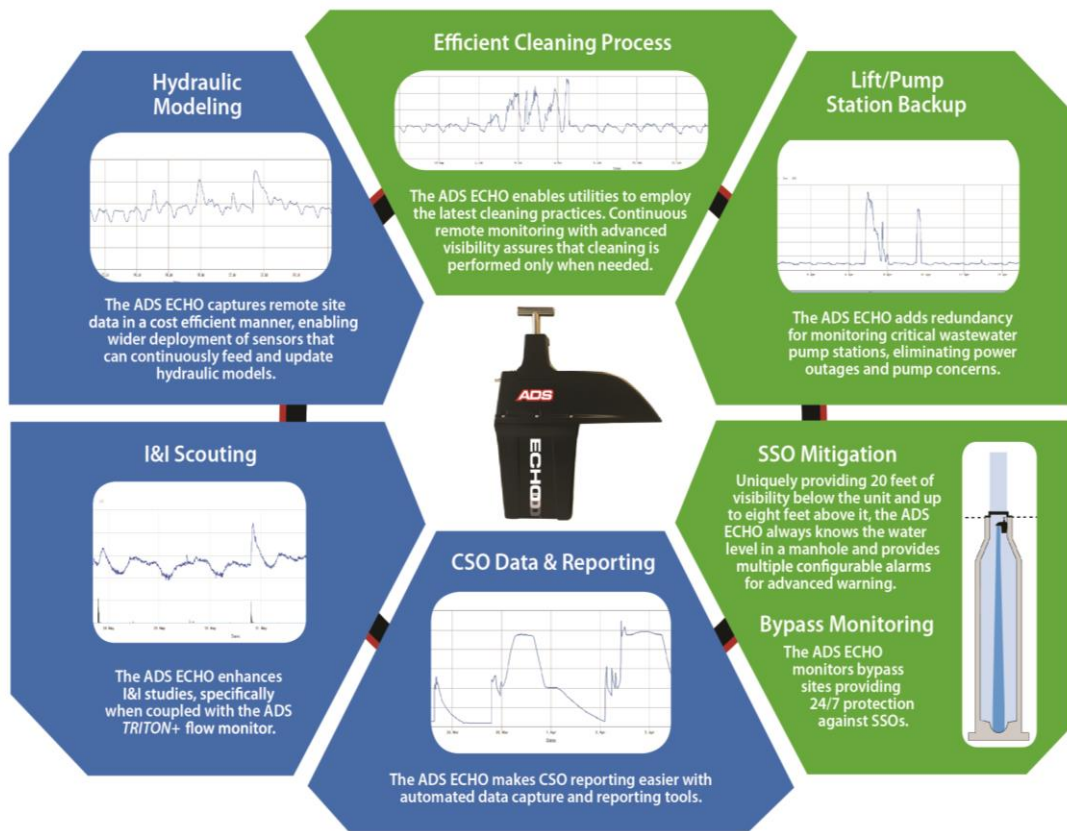 Efficient Cleaning Process
The ADS ECHO enables utilities to employ
the latest cleaning practices. Continuous
remote monitoring with advanced
visibility assures that cleaning is
performed only when needed.
Hydraulic
Modeling
The ADS ECHO captures remote site
data in a cost efficient manner, enabling
wider deployment of sensors that
can continuously feed and update
hydraulic models.
Lift/Pump
Station Backup
The ADS ECHO adds redundancy
for monitoring critical wastewater
pump stations, eliminating power
outages and pump concerns.
ADS
ECHO
I&I Scouting
The ADS ECHO enhances
I&I studies, specifically
when coupled with the ADS
TRITON+ flow monitor.
CSO Data & Reporting
The ADS ECHO makes CSO reporting easier with
automated data capture and reporting tools.
SSO Mitigation
Uniquely providing 20 feet of
visibility below the unit and up
to eight feet above it, the ADS
ECHO always knows the water
level in a manhole and provides
multiple configurable alarms
for advanced warning.
Bypass Monitoring
The ADS ECHO
monitors bypass
sites providing
24/7 protection
against SSOs.